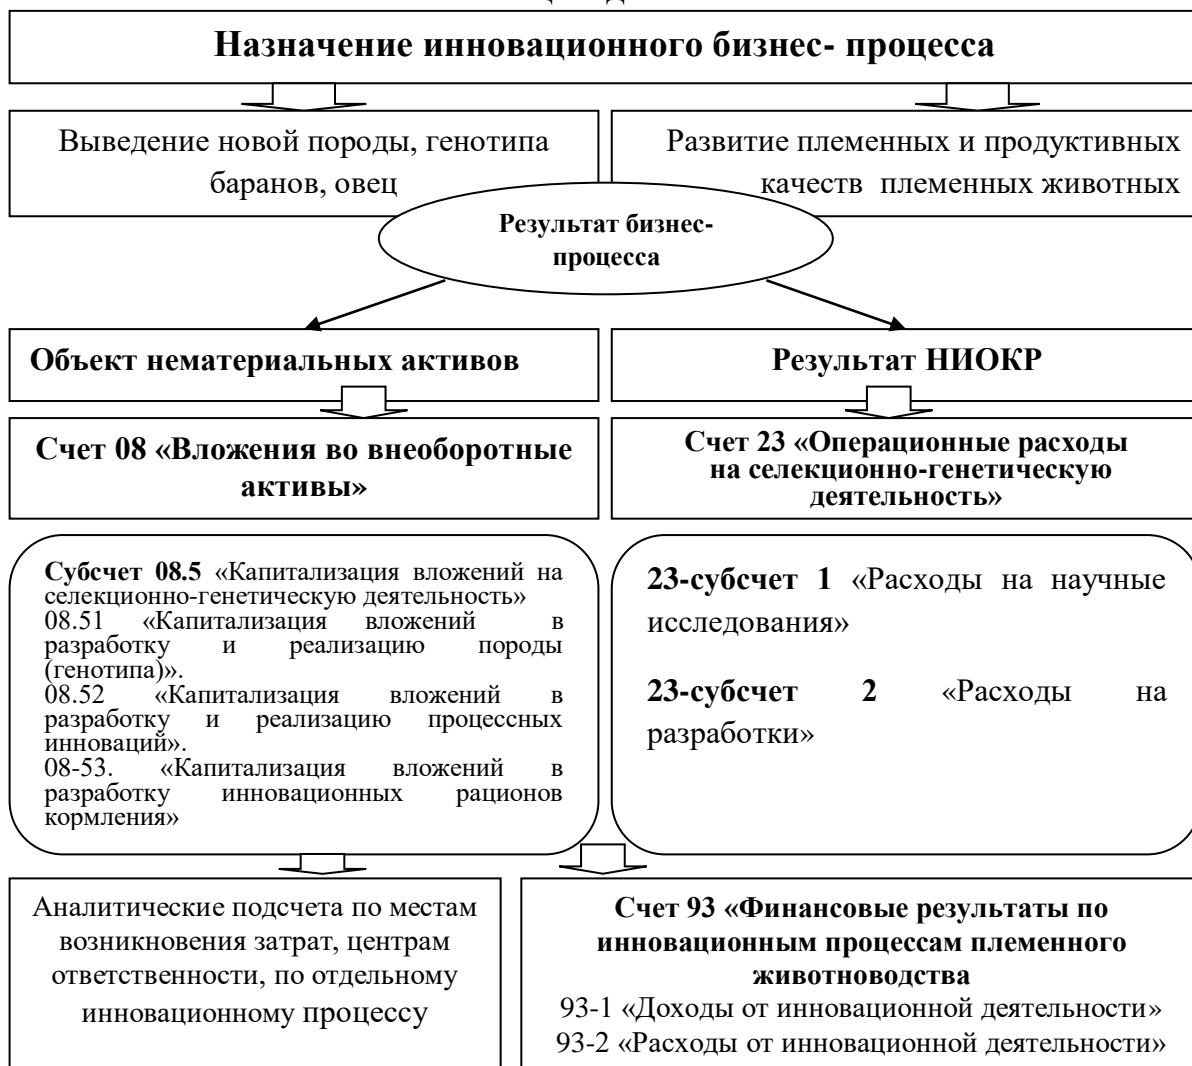 Назначение инновационного бизнес- процесса
Выведение новой породы, генотипа
баранов, овец
Развитие племенных и продуктивных
качеств племенных животных
Результат бизнес-
процесса
Объект нематериальных активов
Результат НИОКР
Счет 08 «Вложения во внеоборотные
активы»
Счет 23 «Операционные расходы
на селекционно-генетическую
деятельность»
Субсчет 08.5 «Капитализация вложений на
селекционно-генетическую деятельность»
08.51 «Капитализация вложений в
разработку и реализацию породы
(генотипа)».
08.52 «Капитализация вложений в
разработку и реализацию процессных
инноваций».
08-53. «Капитализация вложений в
разработку инновационных рационов
кормления»
23-субсчет 1 «Расходы на научные
исследования»
23-субсчет 2 «Расходы на
разработки»
Аналитические подсчета по местам
возникновения затрат, центрам
ответственности, по отдельному
инновационному процессу
Счет 93 «Финансовые результаты по
инновационным процессам племенного
животноводства
93-1 «Доходы от инновационной деятельности»
93-2 «Расходы от инновационной деятельности»